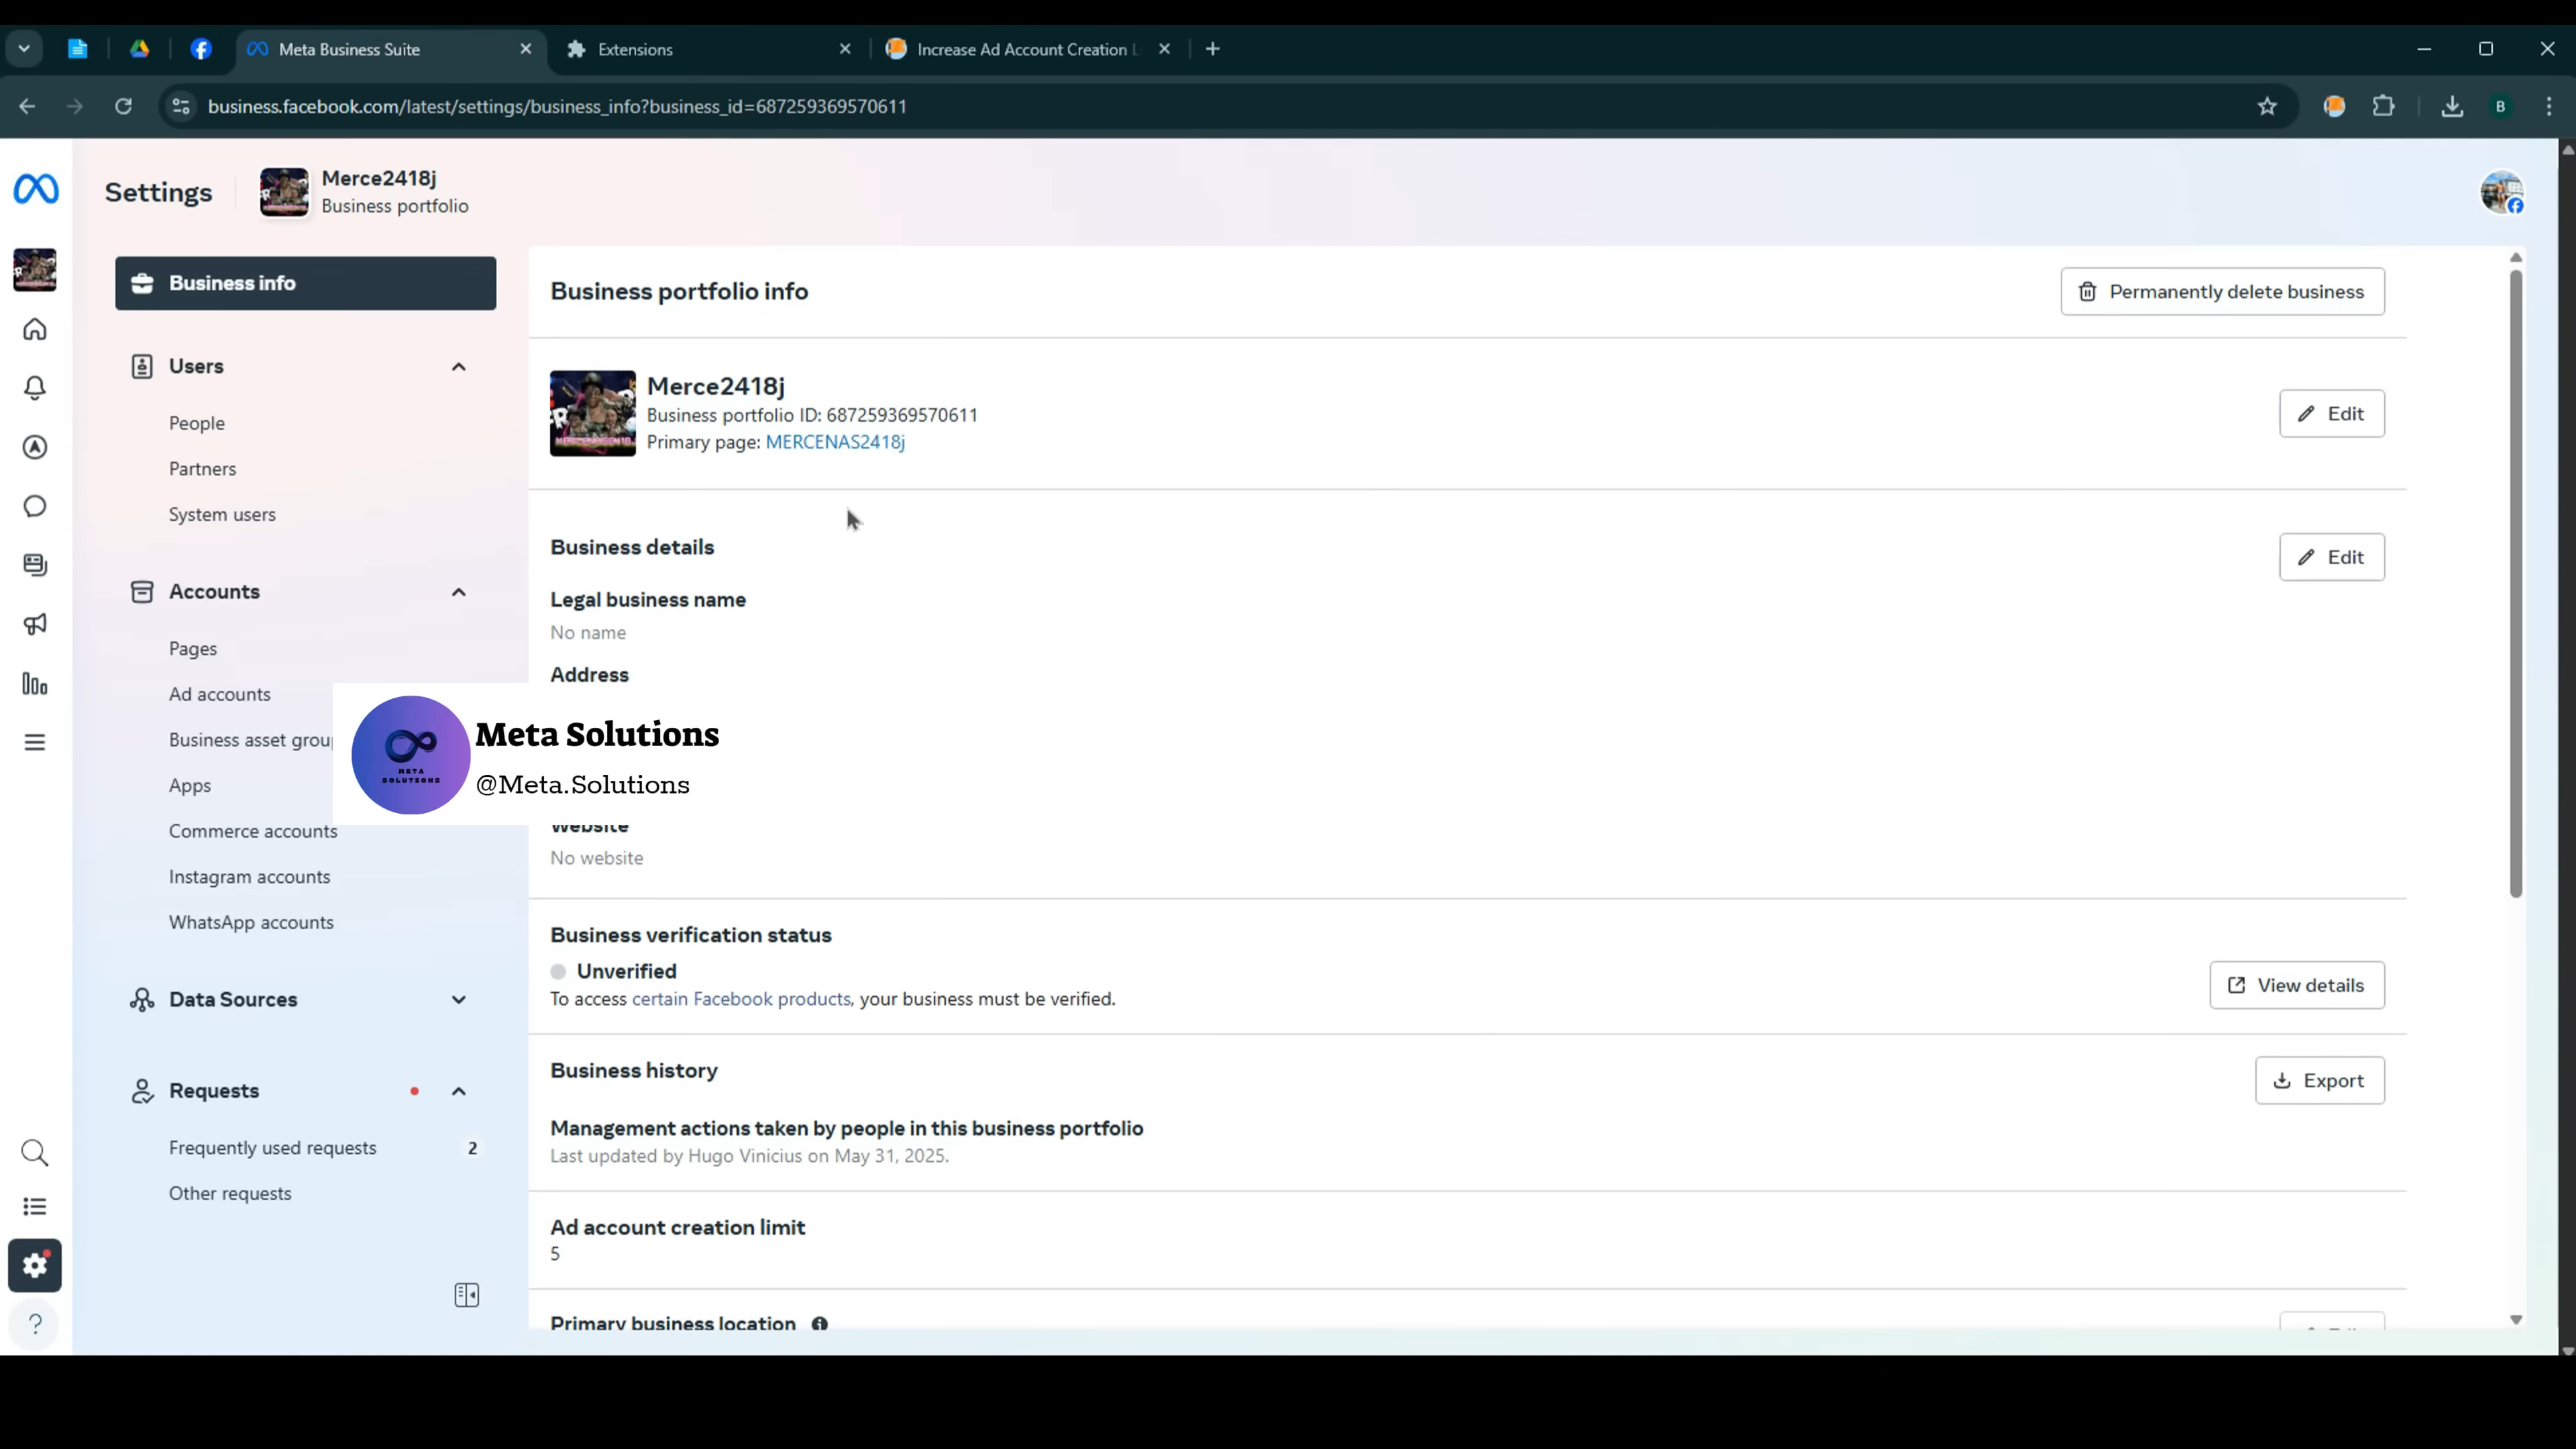 Meta Business Suite
Extensions
Increase Ad Account Creation L
business.facebook.com/latest/settings/business_info?business_id=687259369570611
B
Settings
Merce2418j
Business portfolio
Business info
Users
People
Partners
System users
Accounts
Pages
Ad accounts
Business asset grou
Apps
Commerce accounts
Instagram accounts
WhatsApp accounts
Data Sources
Requests
Frequently used requests 2
Other requests
Business portfolio info
Permanently delete business
Merce2418j
Business portfolio ID: 687259369570611
Primary page: MERCENAS2418j
Edit
Business details
Edit
Legal business name
No name
Address
META
SOLUTIONS
Meta Solutions
@Meta.Solutions
Website
No website
Business verification status
Unverified
To access certain Facebook products, your business must be verified.
View details
Business history
Export
Management actions taken by people in this business portfolio
Last updated by Hugo Vinicius on May 31, 2025.
Ad account creation limit
5
Primary business location